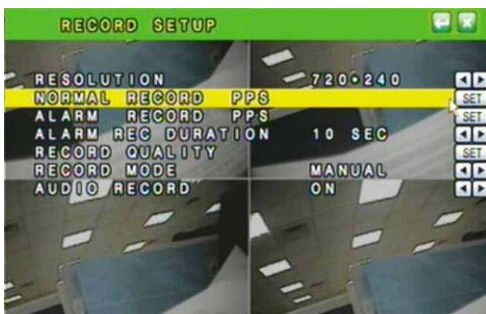 RECORD SETUP
RESOLUTION 720*240
NORMAL RECORD PPS SET
ALARM RECORD PPS SET
ALARM REC DURATION 10 SEC
RECORD QUALITY SET
RECORD MODE MANUAL
AUDIO RECORD ON